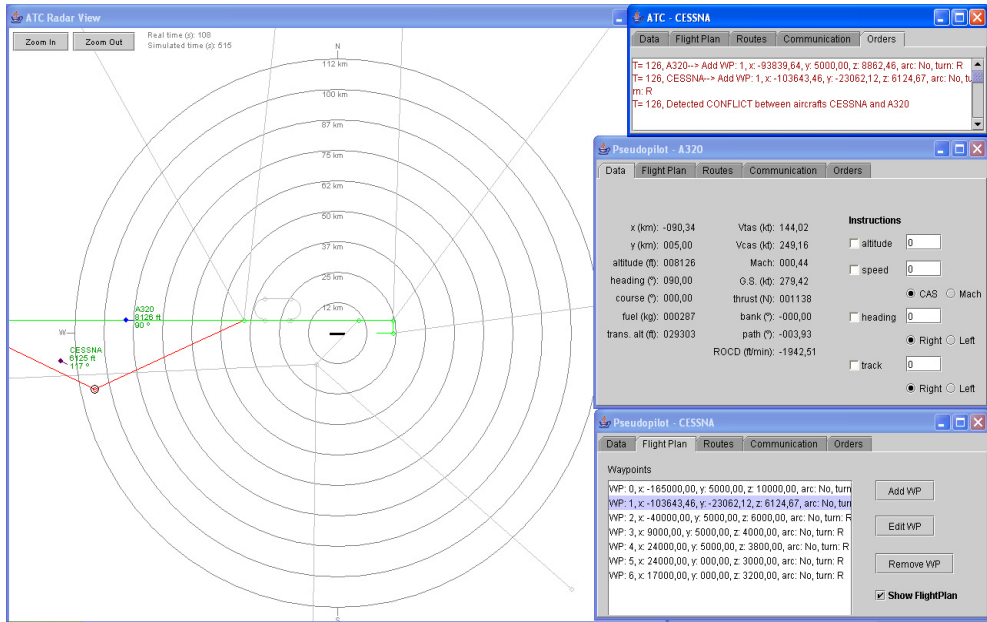 ATC Radar View
Zoom In
Zoom Out
Real time (s): 108
Simulated time (s): 515
N
112 km
100 km
87 km
75 km
62 km
50 km
37 km
25 km
12 km
A320
8126 ft
90 º
W
CESSNA
6125 ft
117 º
S
ATC - CESSNA
Data
Flight Plan
Routes
Communication
Orders
T= 126, A320--> Add WP: 1, x: -93839,64, y: 5000,00, z: 8862,46, arc: No, turn: R
T= 126, CESSNA--> Add WP: 1, x: -103643,46, y: -23062,12, z: 6124,67, arc: No, tu
rn: R
T= 126, Detected CONFLICT between aircrafts CESSNA and A320
Pseudopilot - A320
Data
Flight Plan
Routes
Communication
Orders
x (km): -090,34
y (km): 005,00
altitude (ft): 008126
heading (º): 090,00
course (º): 000,00
fuel (kg): 000287
trans. alt (ft): 029303
Vtas (kt): 144,02
Vcas (kt): 249,16
Mach: 000,44
G.S. (kt): 279,42
thrust (N): 001138
bank (º): -000,00
path (º): -003,93
ROCD (ft/min): -1942,51
Instructions
altitude 0
speed 0
CAS Mach
heading 0
Right Left
track 0
Right Left
Pseudopilot - CESSNA
Data
Flight Plan
Routes
Communication
Orders
Waypoints
WP: 0, x: -165000,00, y: 5000,00, z: 10000,00, arc: No, turn
WP: 1, x: -103643,46, y: -23062,12, z: 6124,67, arc: No, turn
WP: 2, x: -40000,00, y: 5000,00, z: 6000,00, arc: No, turn: R
WP: 3, x: 9000,00, y: 5000,00, z: 4000,00, arc: No, turn: R
WP: 4, x: 24000,00, y: 5000,00, z: 3800,00, arc: No, turn: R
WP: 5, x: 24000,00, y: 000,00, z: 3000,00, arc: No, turn: R
WP: 6, x: 17000,00, y: 000,00, z: 3200,00, arc: No, turn: R
Add WP
Edit WP
Remove WP
Show FlightPlan